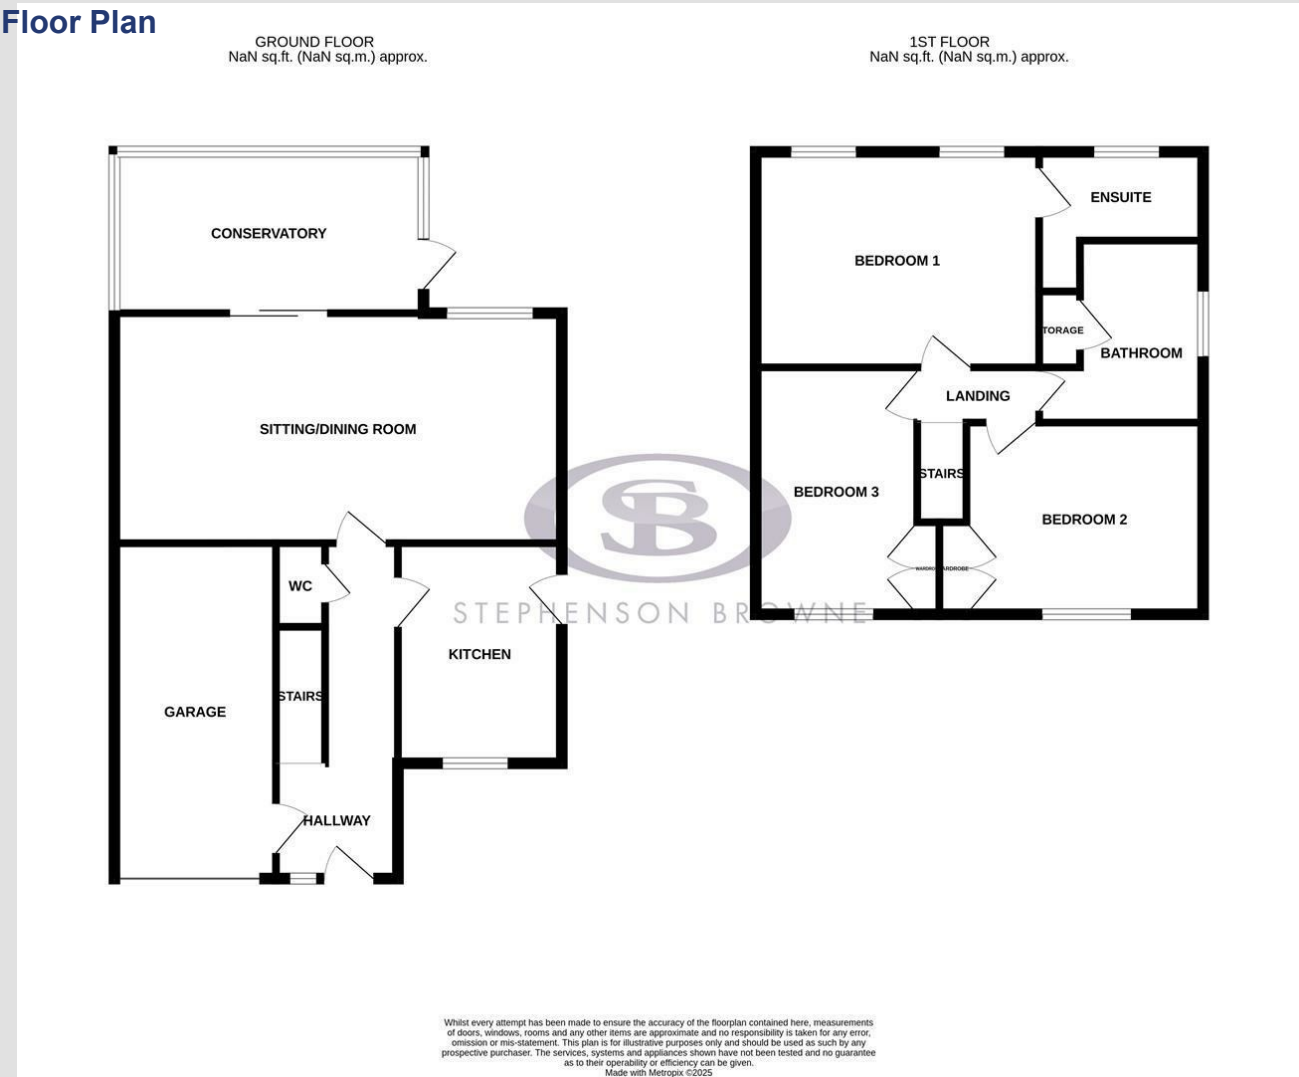 Floor Plan
GROUND FLOOR
NaN sq.ft. (NaN sq.m.) approx.
1ST FLOOR
NaN sq.ft. (NaN sq.m.) approx.
CONSERVATORY
SITTING/DINING ROOM
WC
STAIRS
GARAGE
KITCHEN
HALLWAY
BEDROOM 1
ENSUITE
TORAGE
BATHROOM
LANDING
STAIRS
BEDROOM 3
BEDROOM 2
WARDROBE
SB
STEPHENSON BROWNE
Whilst every attempt has been made to ensure the accuracy of the floorplan contained here, measurements
of doors, windows, rooms and any other items are approximate and no responsibility is taken for any error,
omission or mis-statement. This plan is for illustrative purposes only and should be used as such by any
prospective purchaser. The services, systems and appliances shown have not been tested and no guarantee
as to their operability or efficiency can be given.
Made with Metropix ©2025